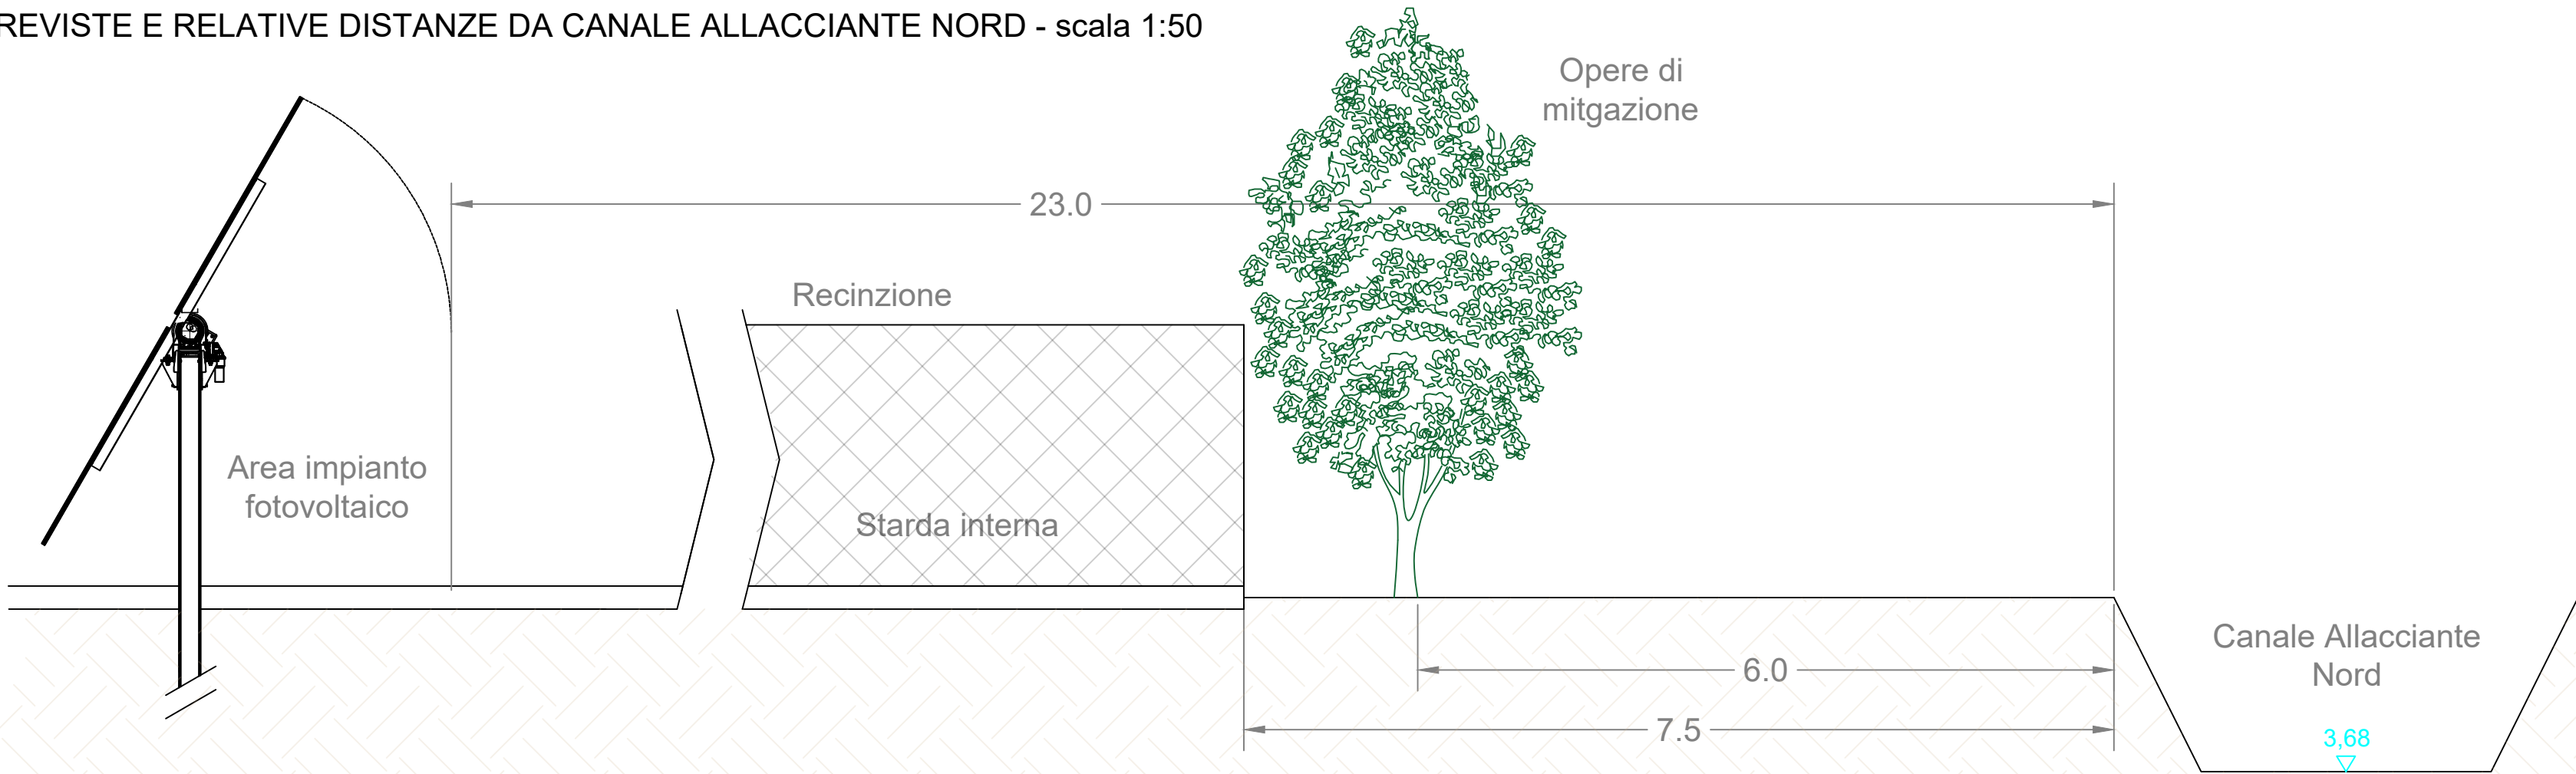 REVISTE E RELATIVE DISTANZE DA CANALE ALLACCIANTE NORD - scala 1:50
Opere di
mitgazione
23.0
Recinzione
Area impianto
fotovoltaico
Starda interna
Canale Allacciante
Nord
6.0
7.5
3,68